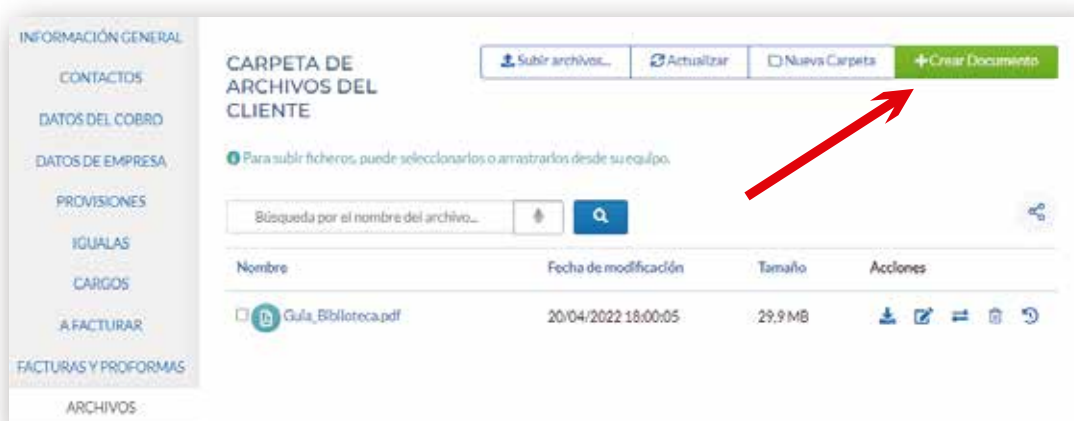 INFORMACIÓN GENERAL
CONTACTOS
DATOS DEL COBRO
DATOS DE EMPRESA
PROVISIONES
IGUALAS
CARGOS
A FACTURAR
FACTURAS Y PROFORMAS
ARCHIVOS
CARPETA DE
ARCHIVOS DEL
CLIENTE
Subir archivos...
Actualizar
Nueva Carpeta
+Crear Documento
Para subir ficheros, puede seleccionarlos o arrastrarlos desde su equipo.
Búsqueda por el nombre del archivo...
Nombre Fecha de modificación Tamaño Acciones
Guía_Biblioteca.pdf 20/04/2022 18:00:05 29,9 MB